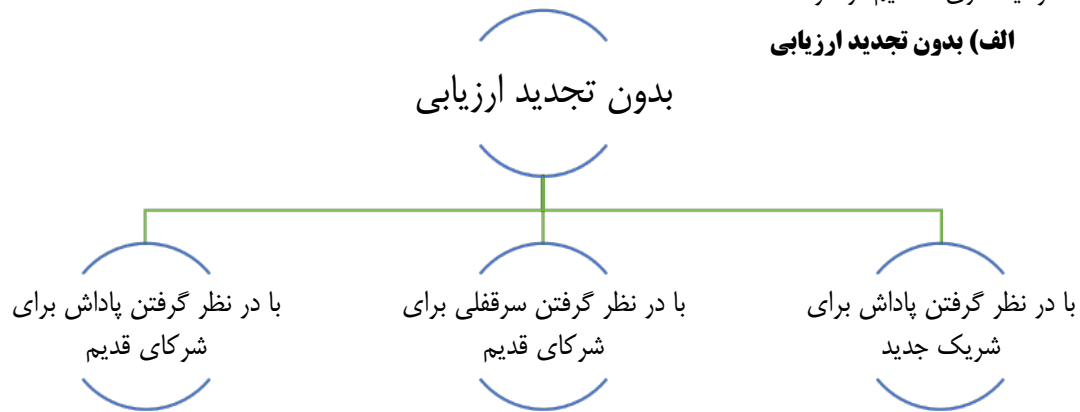 الف) بدون تجدید ارزیابی
بدون تجدید ارزیابی
با در نظر گرفتن پاداش برای
شریک جدید
با در نظر گرفتن سرقفلی برای
شرکای قدیم
با در نظر گرفتن پاداش برای
شرکای قدیم